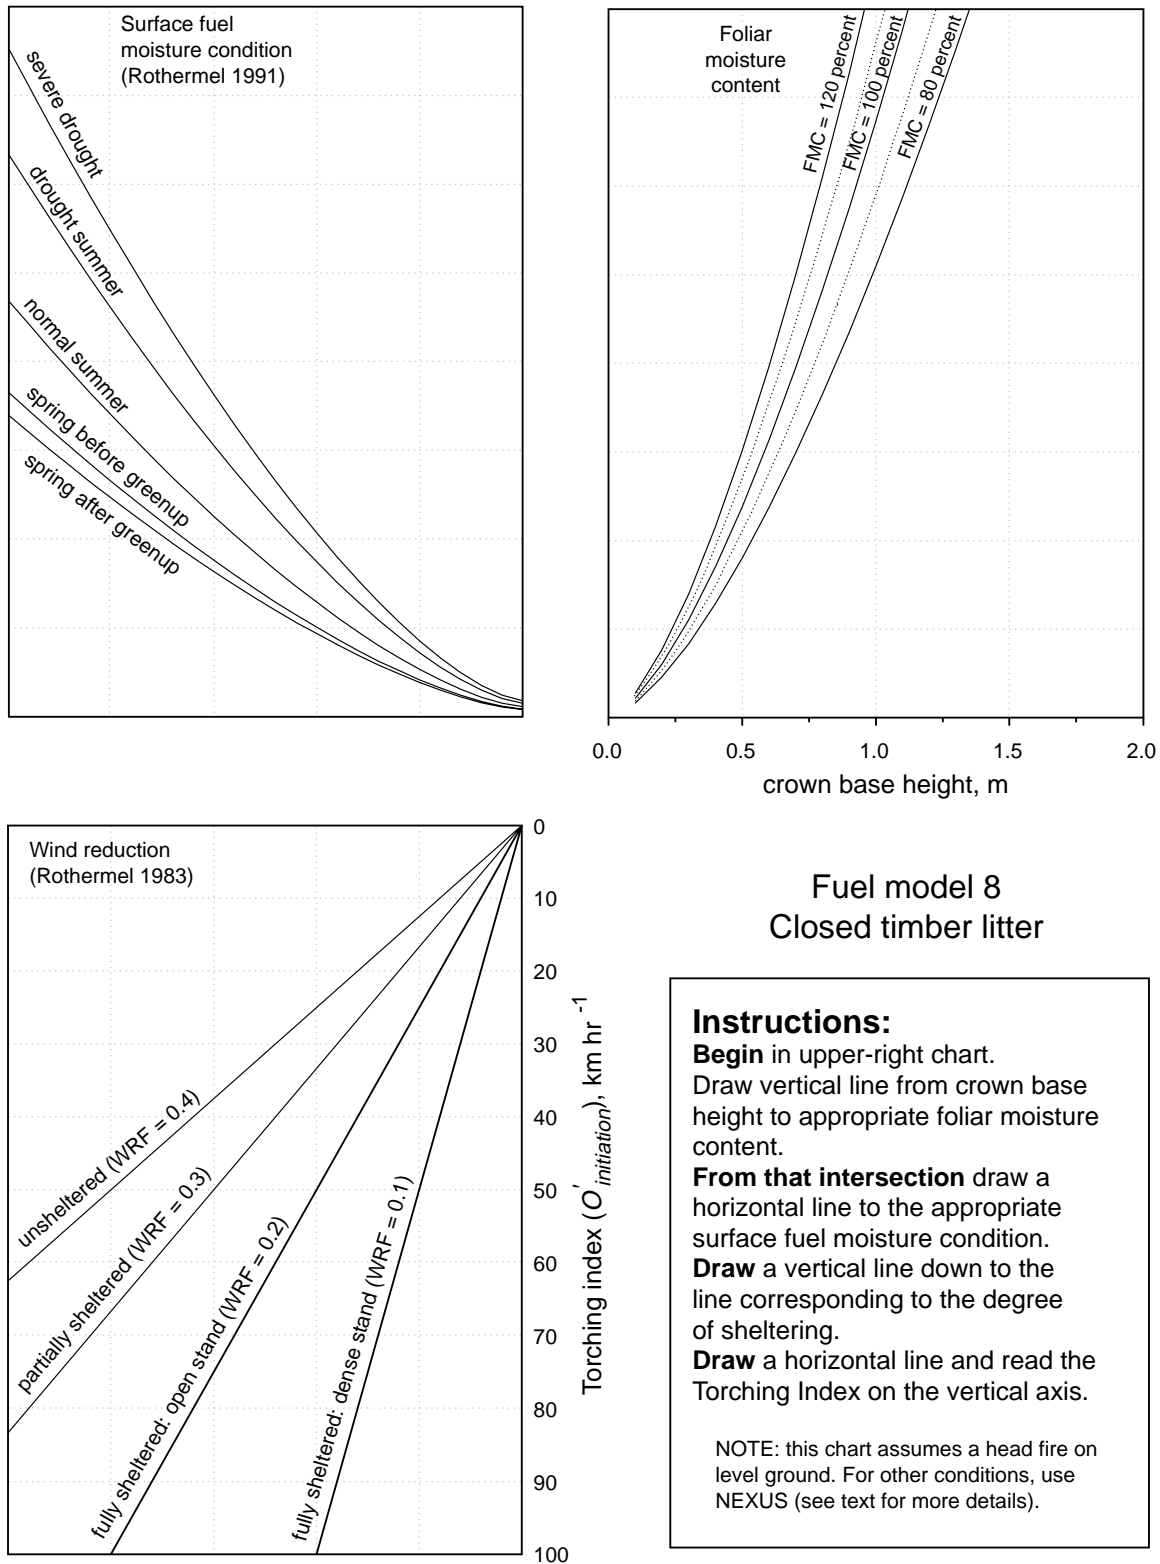 Surface fuel
moisture condition
(Rothermel 1991)
severe drought
drought summer
normal summer
spring before greenup
spring after greenup
Foliar
moisture
content
FMC = 120 percent
FMC = 100 percent
FMC = 80 percent
0.0 0.5 1.0 1.5 2.0
crown base height, m
Wind reduction
(Rothermel 1983)
unsheltered (WRF = 0.4)
partially sheltered (WRF = 0.3)
fully sheltered: open stand (WRF = 0.2)
fully sheltered: dense stand (WRF = 0.1)
0
10
20
30
40
50
60
70
80
90
100
Torching index (O'initiation), km hr -1
Fuel model 8
Closed timber litter
Instructions:
Begin in upper-right chart.
Draw vertical line from crown base
height to appropriate foliar moisture
content.
From that intersection draw a
horizontal line to the appropriate
surface fuel moisture condition.
Draw a vertical line down to the
line corresponding to the degree
of sheltering.
Draw a horizontal line and read the
Torching Index on the vertical axis.
NOTE: this chart assumes a head fire on
level ground. For other conditions, use
NEXUS (see text for more details).